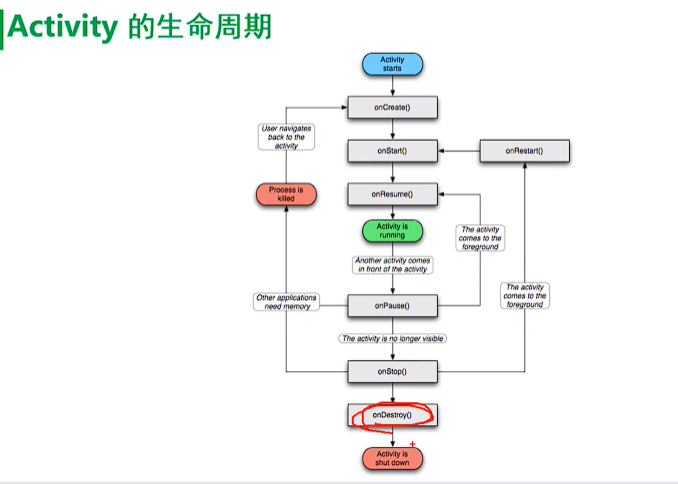 Activity 的生命周期
Activity
starts
onCreate()
User navigates
back to the
activity
onStart()
onRestart()
Process is
killed
onResume()
Activity is
running
The activity
comes to the
foreground
Another activity comes
in front of the activity
The activity
comes to the
foreground
Other applications
need memory
onPause()
The activity is no longer visible
onStop()
onDestroy()
Activity is
shut down